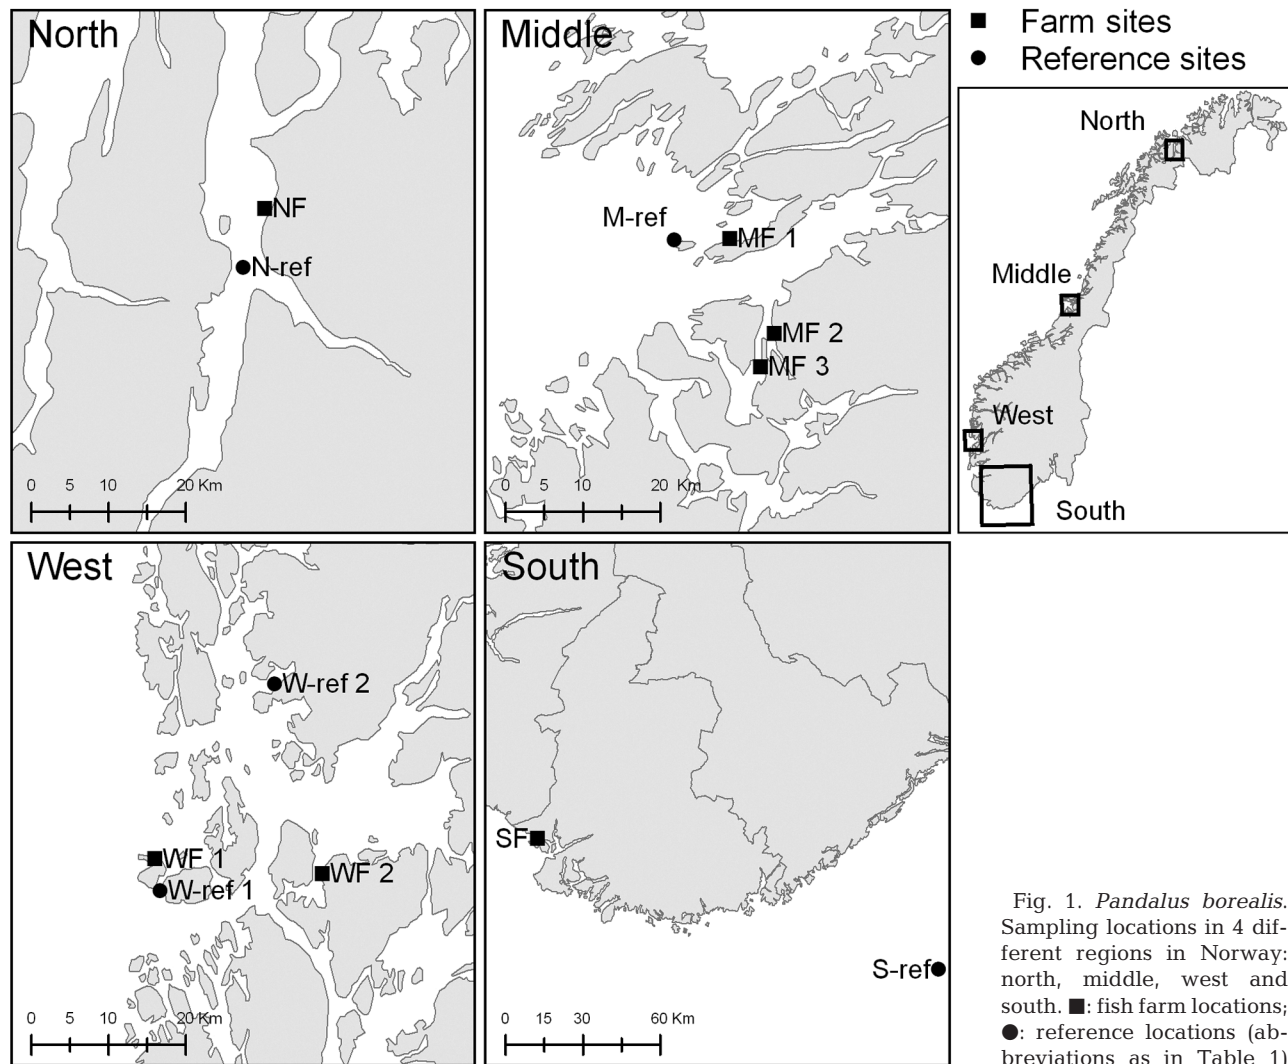 North
NF
N-ref
0 5 10 20 Km
Middle
M-ref
MF 1
MF 2
MF 3
0 5 10 20 Km
■ Farm sites
● Reference sites
North
Middle
West
South
West
W-ref 2
WF 1
W-ref 1
WF 2
0 5 10 20 Km
South
SF
S-ref
0 15 30 60 Km
Fig. 1. Pandalus borealis.
Sampling locations in 4 dif-
ferent regions in Norway:
north, middle, west and
south. ■: fish farm locations;
●: reference locations (ab-
breviations as in Table 1)